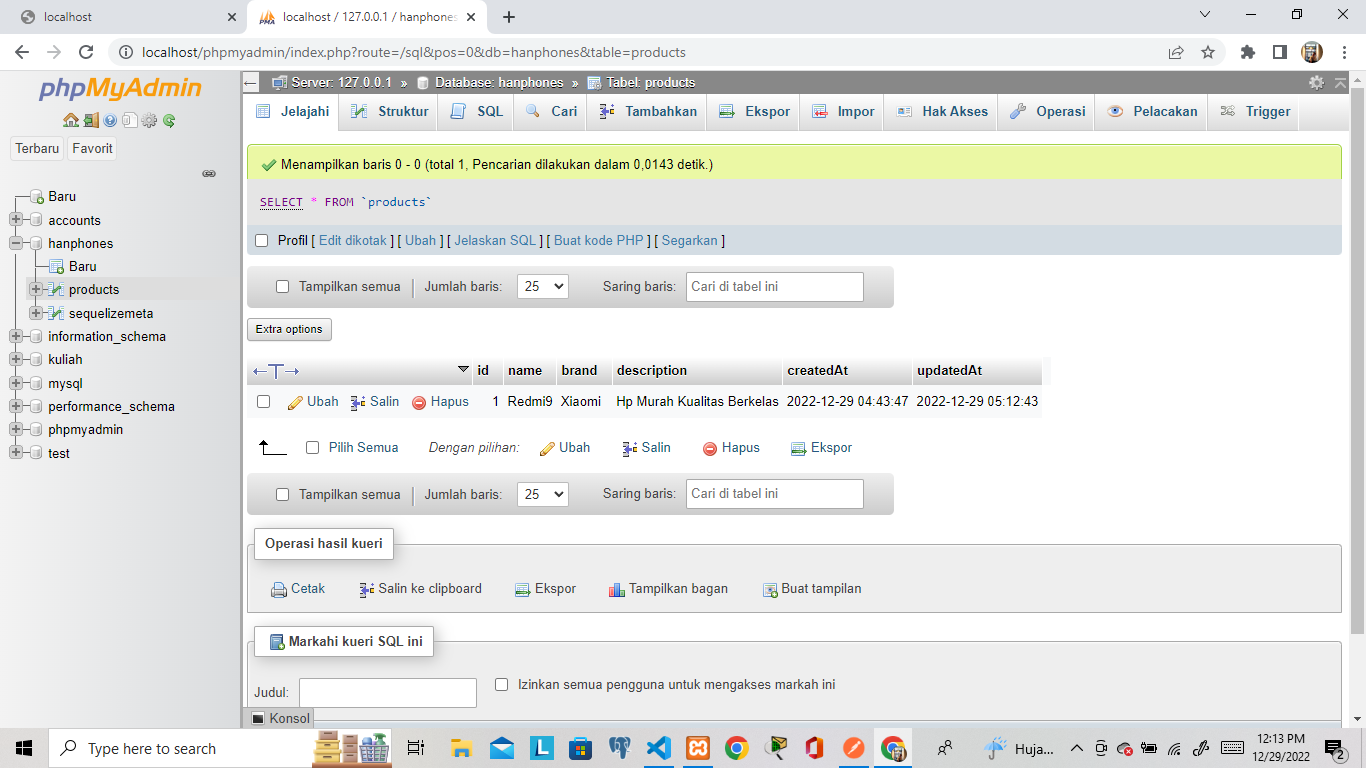 localhost
localhost / 127.0.0.1 / hanphones
localhost/phpmyadmin/index.php?route=/sql&pos=0&db=hanphones&table=products
phpMyAdmin
Terbaru Favorit
Baru
accounts
hanphones
Baru
products
sequelizemeta
information_schema
kuliah
mysql
performance_schema
phpmyadmin
test
Server: 127.0.0.1 » Database: hanphones » Tabel: products
Jelajahi Struktur SQL Cari Tambahkan Ekspor Impor Hak Akses Operasi Pelacakan Trigger
Menampilkan baris 0 - 0 (total 1, Pencarian dilakukan dalam 0,0143 detik.)
SELECT * FROM `products`
Profil [ Edit dikotak ] [ Ubah ] [ Jelaskan SQL ] [ Buat kode PHP ] [ Segarkan ]
Tampilkan semua Jumlah baris: 25 Saring baris: Cari di tabel ini
Extra options
←T→ id name brand description createdAt updatedAt
Ubah Salin Hapus 1 Redmi9 Xiaomi Hp Murah Kualitas Berkelas 2022-12-29 04:43:47 2022-12-29 05:12:43
Pilih Semua Dengan pilihan: Ubah Salin Hapus Ekspor
Tampilkan semua Jumlah baris: 25 Saring baris: Cari di tabel ini
Operasi hasil kueri
Cetak Salin ke clipboard Ekspor Tampilkan bagan Buat tampilan
Markahi kueri SQL ini
Judul: Izinkan semua pengguna untuk mengakses markah ini
Konsol
Type here to search
Huja...
12:13 PM
12/29/2022
2